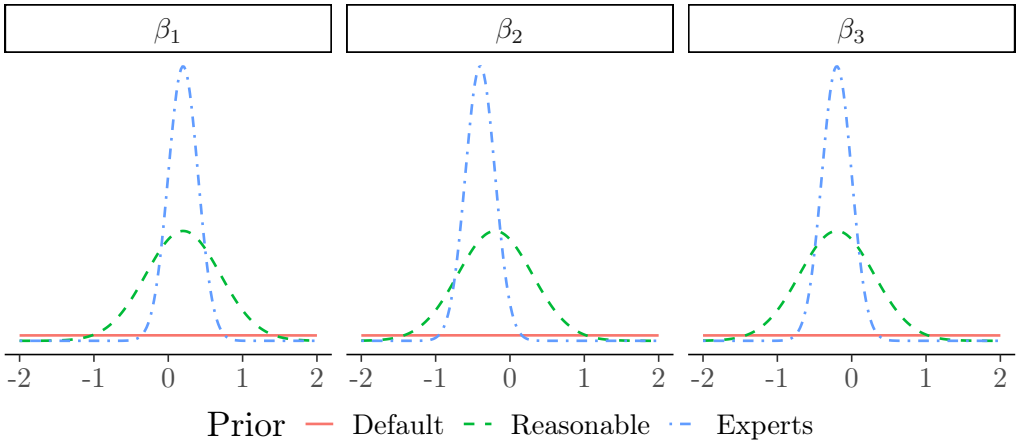 β₁ β₂ β₃
-2 -1 0 1 2 -2 -1 0 1 2 -2 -1 0 1 2
Prior Default Reasonable Experts